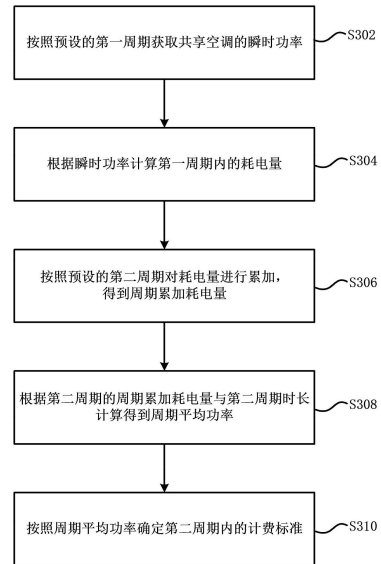 按照预设的第一周期获取共享空调的瞬时功率
S302
根据瞬时功率计算第一周期内的耗电量
S304
按照预设的第二周期对耗电量进行累加，
得到周期累加耗电量
S306
根据第二周期的周期累加耗电量与第二周期时长
计算得到周期平均功率
S308
按照周期平均功率确定第二周期内的计费标准
S310